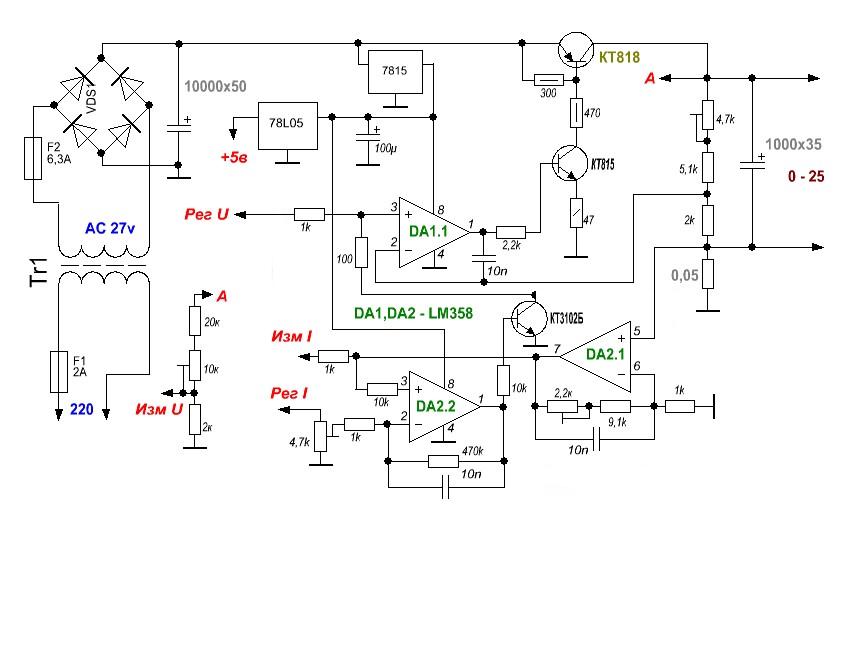 КТ818
7815
А
10000x50
VDS1
300
470
4,7k
78L05
1000x35
F2
6,3A
+5в
100µ
КТ815
5,1k
0 - 25
Рег U
3
8
1k
DA1.1
1
2k
47
AC 27v
2
4
2,2k
100
10n
Tr1
0,05
А
DA1,DA2 - LM358
КТ3102Б
20к
Изм I
5
7
DA2.1
F1
2A
10к
1k
6
3
8
10k
Рег I
10k
DA2.2
1
2,2к
1k
220
Изм U
2
9,1k
2к
4,7k
1k
4
470k
10n
10n